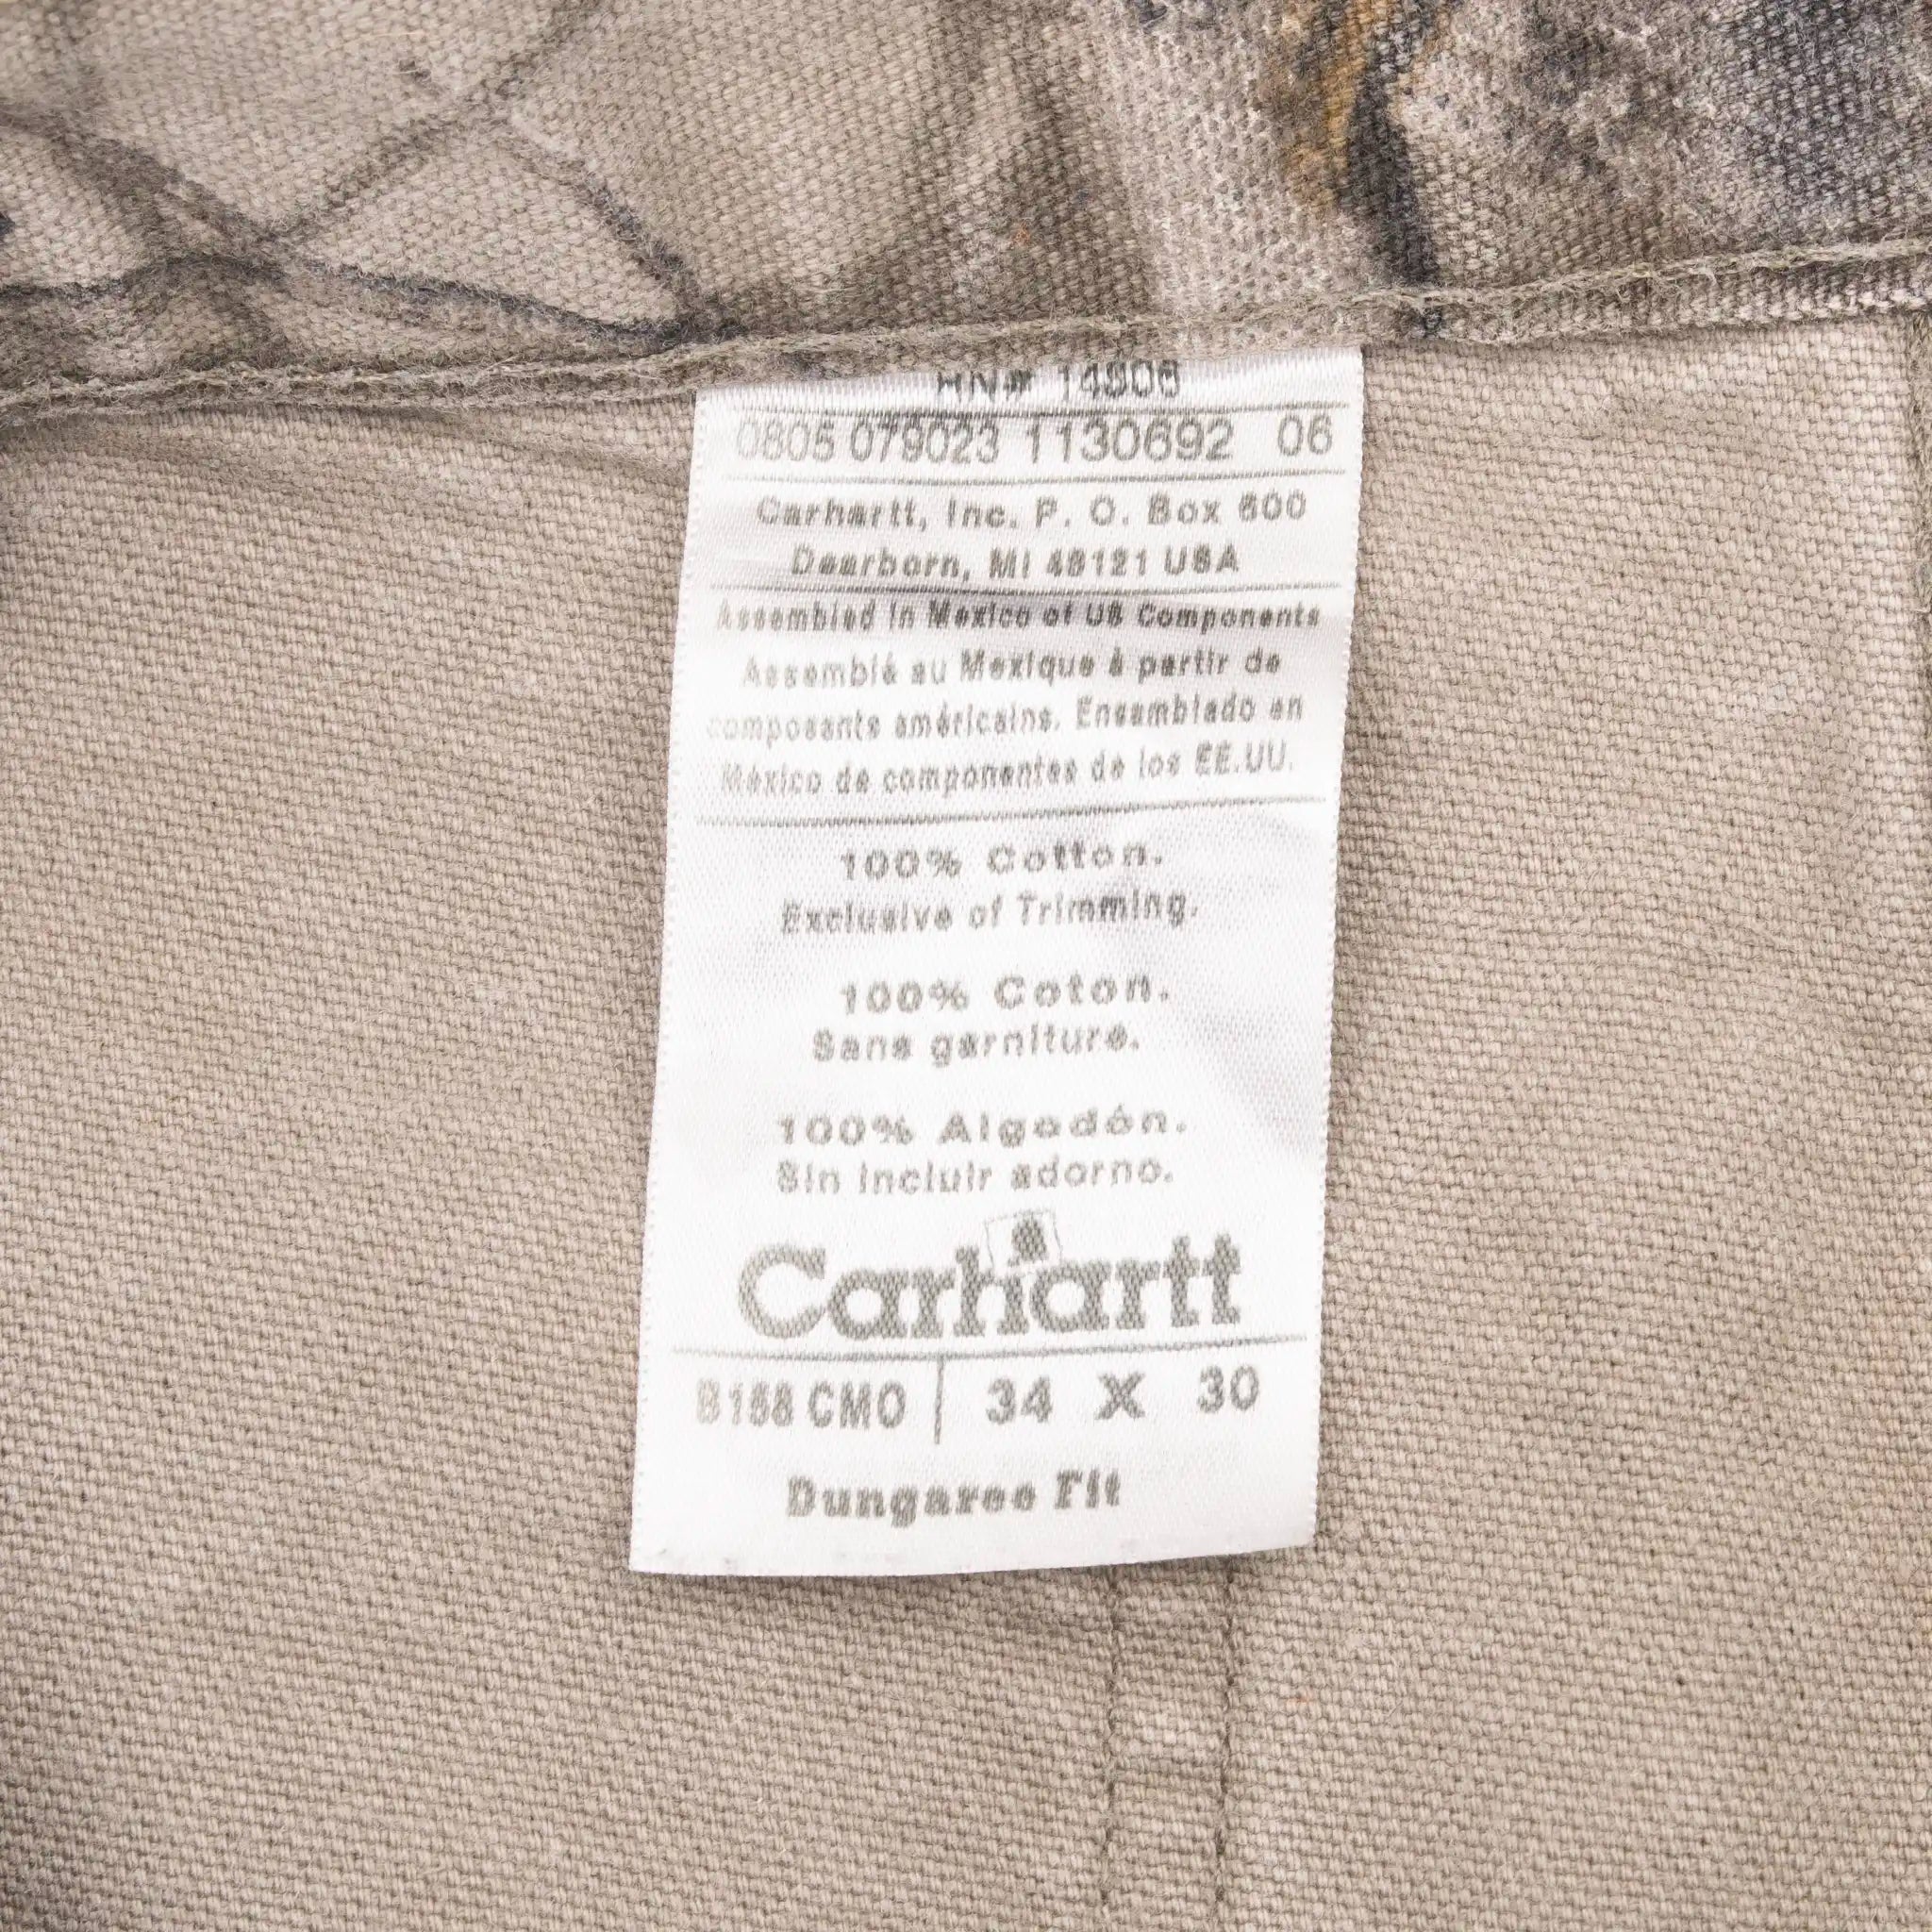 RN# 14806
0805 079023 1130692 06
Carhartt, Inc. P. O. Box 600
Dearborn, MI 48121 USA
Assembled in Mexico of US Components
Assemblé au Mexique à partir de
composants américains. Ensamblado en
México de componentes de los EE.UU.
100% Cotton.
Exclusive of Trimming.
100% Coton.
Sans garniture.
100% Algodón.
Sin incluir adorno.
Carhartt
B168 CMO 34 X 30
Dungaree Fit